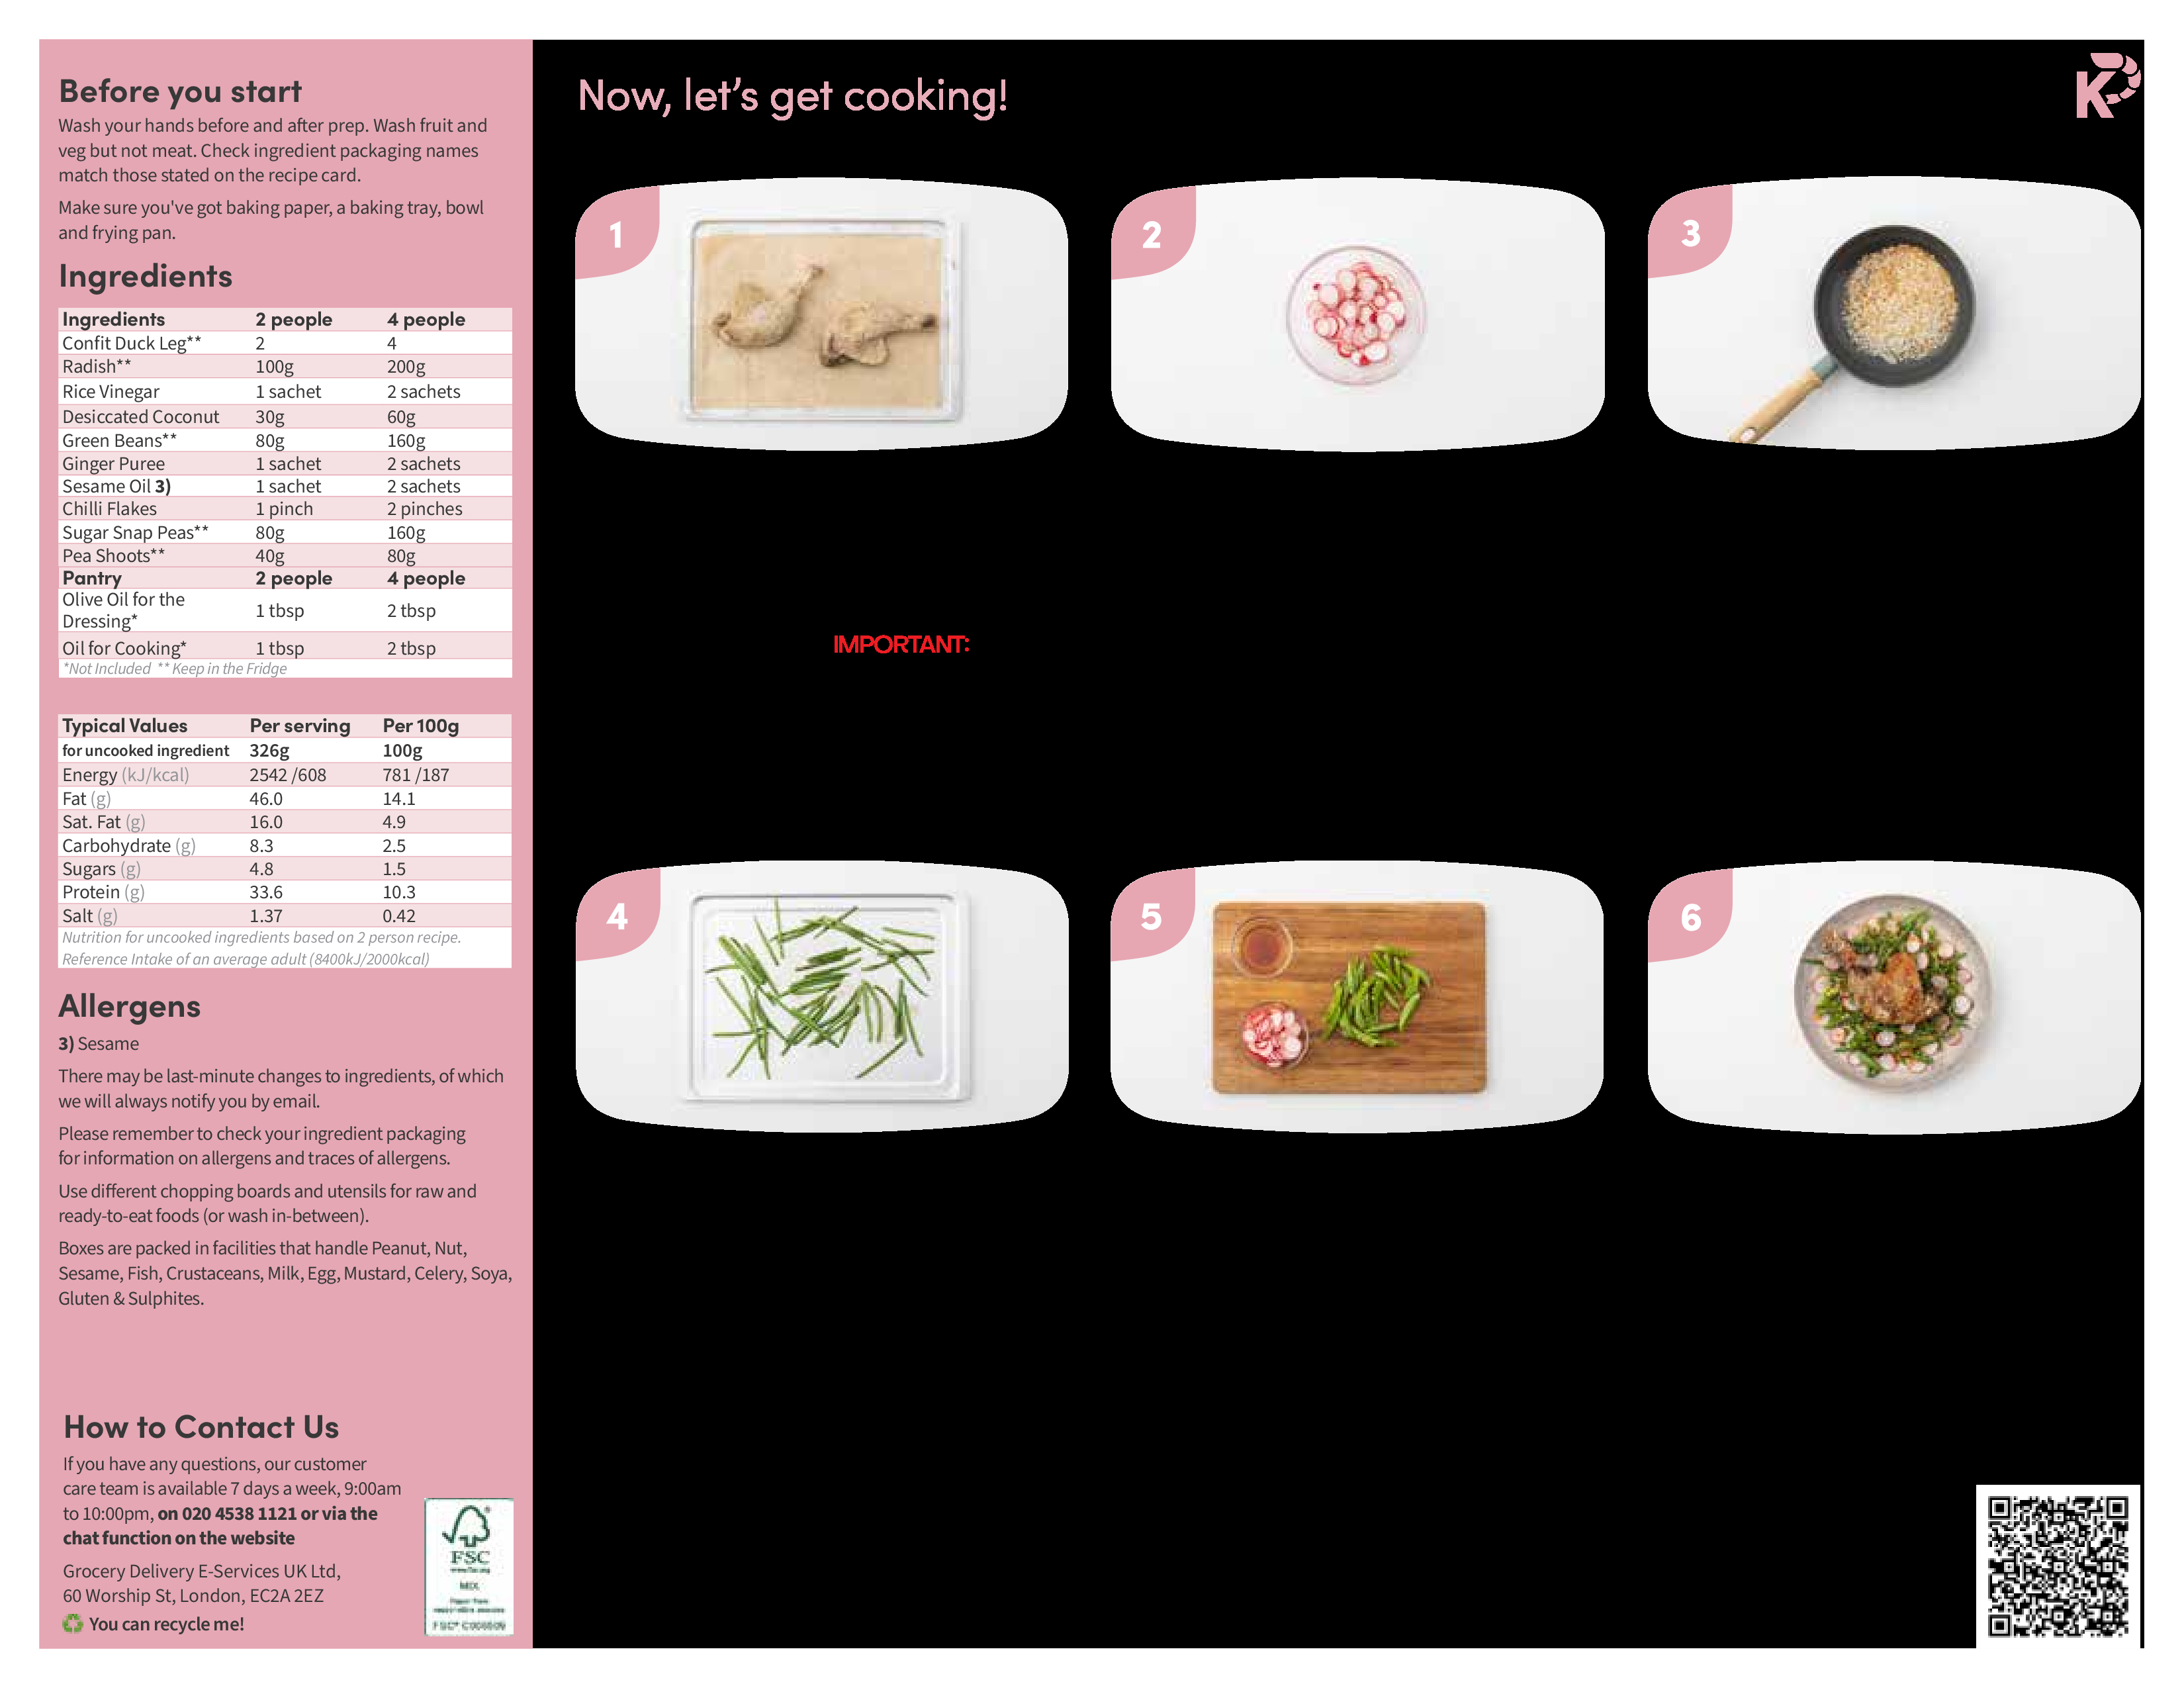 Before you start
Wash your hands before and after prep. Wash fruit and
veg but not meat. Check ingredient packaging names
match those stated on the recipe card.
Make sure you've got baking paper, a baking tray, bowl
and frying pan.
Ingredients
Ingredients 2 people 4 people
Confit Duck Leg** 2 4
Radish** 100g 200g
Rice Vinegar 1 sachet 2 sachets
Desiccated Coconut 30g 60g
Green Beans** 80g 160g
Ginger Puree 1 sachet 2 sachets
Sesame Oil 3) 1 sachet 2 sachets
Chilli Flakes 1 pinch 2 pinches
Sugar Snap Peas** 80g 160g
Pea Shoots** 40g 80g
Pantry 2 people 4 people
Olive Oil for the
Dressing* 1 tbsp 2 tbsp
Oil for Cooking* 1 tbsp 2 tbsp
*Not Included ** Keep in the Fridge
Typical Values Per serving Per 100g
for uncooked ingredient 326g 100g
Energy (kJ/kcal) 2542 /608 781 /187
Fat (g) 46.0 14.1
Sat. Fat (g) 16.0 4.9
Carbohydrate (g) 8.3 2.5
Sugars (g) 4.8 1.5
Protein (g) 33.6 10.3
Salt (g) 1.37 0.42
Nutrition for uncooked ingredients based on 2 person recipe.
Reference Intake of an average adult (8400kJ/2000kcal)
Allergens
3) Sesame
There may be last-minute changes to ingredients, of which
we will always notify you by email.
Please remember to check your ingredient packaging
for information on allergens and traces of allergens.
Use different chopping boards and utensils for raw and
ready-to-eat foods (or wash in-between).
Boxes are packed in facilities that handle Peanut, Nut,
Sesame, Fish, Crustaceans, Milk, Egg, Mustard, Celery, Soya,
Gluten & Sulphites.
How to Contact Us
If you have any questions, our customer
care team is available 7 days a week, 9:00am
to 10:00pm, on 020 4538 1121 or via the
chat function on the website
Grocery Delivery E-Services UK Ltd,
60 Worship St, London, EC2A 2EZ
You can recycle me!
FSC
MIX
Now, let's get cooking!
K
1
2
3
IMPORTANT:
4
5
6